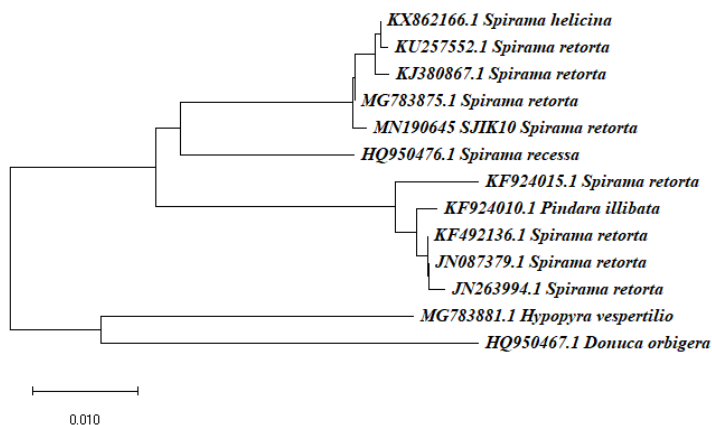 KX862166.1 Spirama helicina
KU257552.1 Spirama retorta
KJ380867.1 Spirama retorta
MG783875.1 Spirama retorta
MN190645 SJIK10 Spirama retorta
HQ950476.1 Spirama recessa
KF924015.1 Spirama retorta
KF924010.1 Pindara illibata
KF492136.1 Spirama retorta
JN087379.1 Spirama retorta
JN263994.1 Spirama retorta
MG783881.1 Hypopyra vespertilio
HQ950467.1 Donuca orbigera
0.010